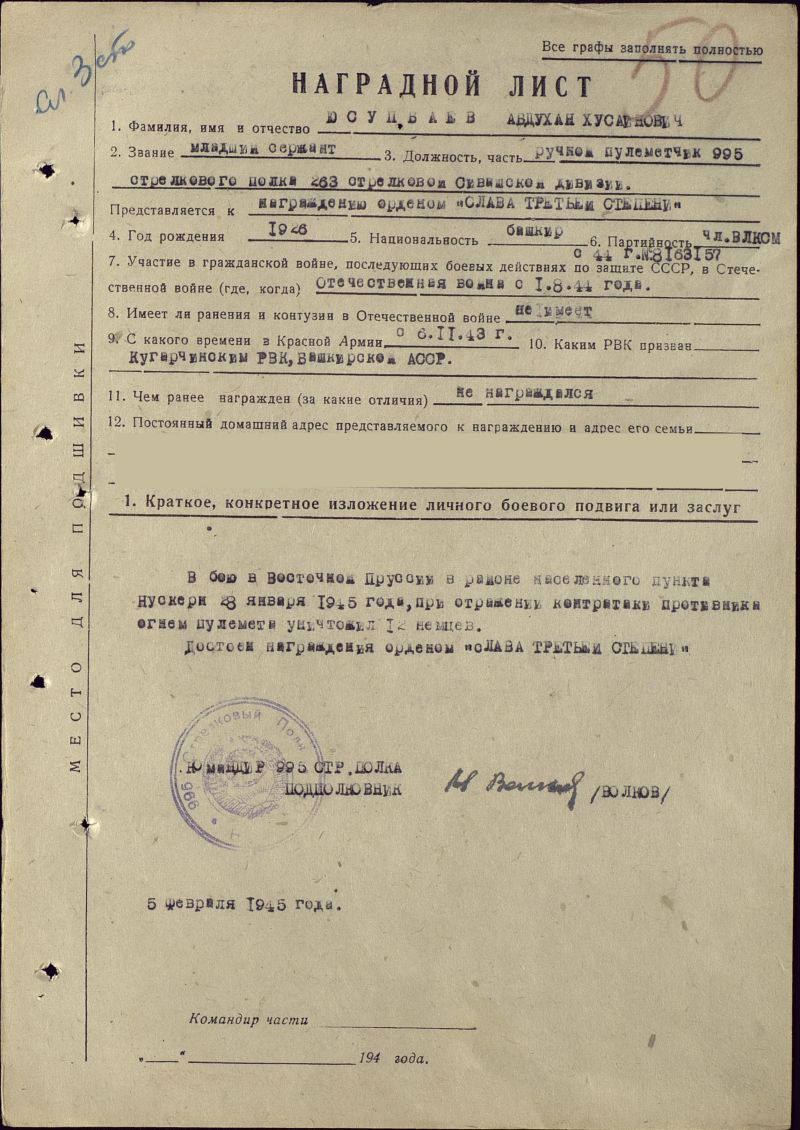 Все графы заполнять полностью
50
НАГРАДНОЙ ЛИСТ
1. Фамилия, имя и отчество ЮСУПБАЕВ АБДУХАН ХУСАЕНОВИЧ
2. Звание младший сержант 3. Должность, часть ручной пулеметчик 995
стрелкового полка 263 стрелковой Сивашской дивизии.
Представляется к награждению орденом "СЛАВА ТРЕТЬЕЙ СТЕПЕНИ"
4. Год рождения 1926 5. Национальность башкир 6. Партийность чл.ВЛКСМ
с 44 г.№8163157
7. Участие в гражданской войне, последующих боевых действиях по защите СССР, в Отече-
ственной войне (где, когда) Отечественная война с 1.8.44 года.
8. Имеет ли ранения и контузии в Отечественной войне не имеет
9. С какого времени в Красной Армии с 6.11.43 г. 10. Каким РВК призван
Кугарчинским РВК, Башкирской АССР.
11. Чем ранее награжден (за какие отличия) не награждался
12. Постоянный домашний адрес представляемого к награждению и адрес его семьи
1. Краткое, конкретное изложение личного боевого подвига или заслуг
В бою в Восточной Пруссии в районе населенного пункта
Нускерн 28 января 1945 года, при отражении контратаки противника
огнем пулемета уничтожил 12 немцев.
Достоен награждения орденом "СЛАВА ТРЕТЬЕЙ СТЕПЕНИ"
995 Стрелковый Полк
Командир 995 СТР. ПОЛКА
ПОДПОЛКОВНИК /ВОЛКОВ/
5 февраля 1945 года.
Командир части
„ “ 194 года.
МЕСТО ДЛЯ ПОДШИВКИ